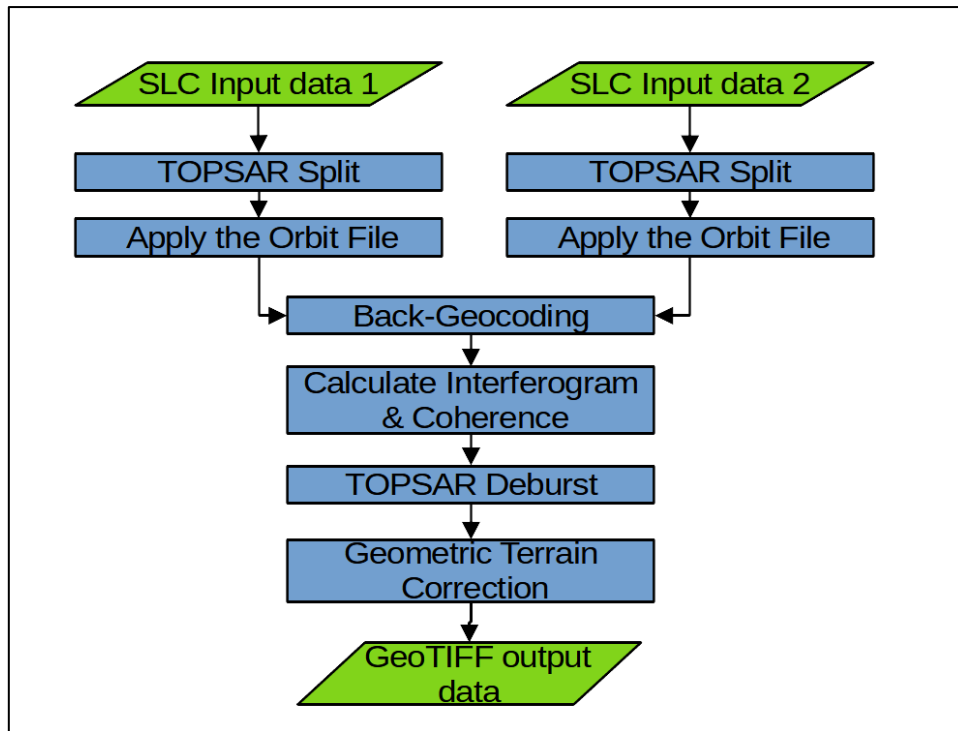 SLC Input data 1
SLC Input data 2
TOPSAR Split
TOPSAR Split
Apply the Orbit File
Apply the Orbit File
Back-Geocoding
Calculate Interferogram
& Coherence
TOPSAR Deburst
Geometric Terrain
Correction
GeoTIFF output
data